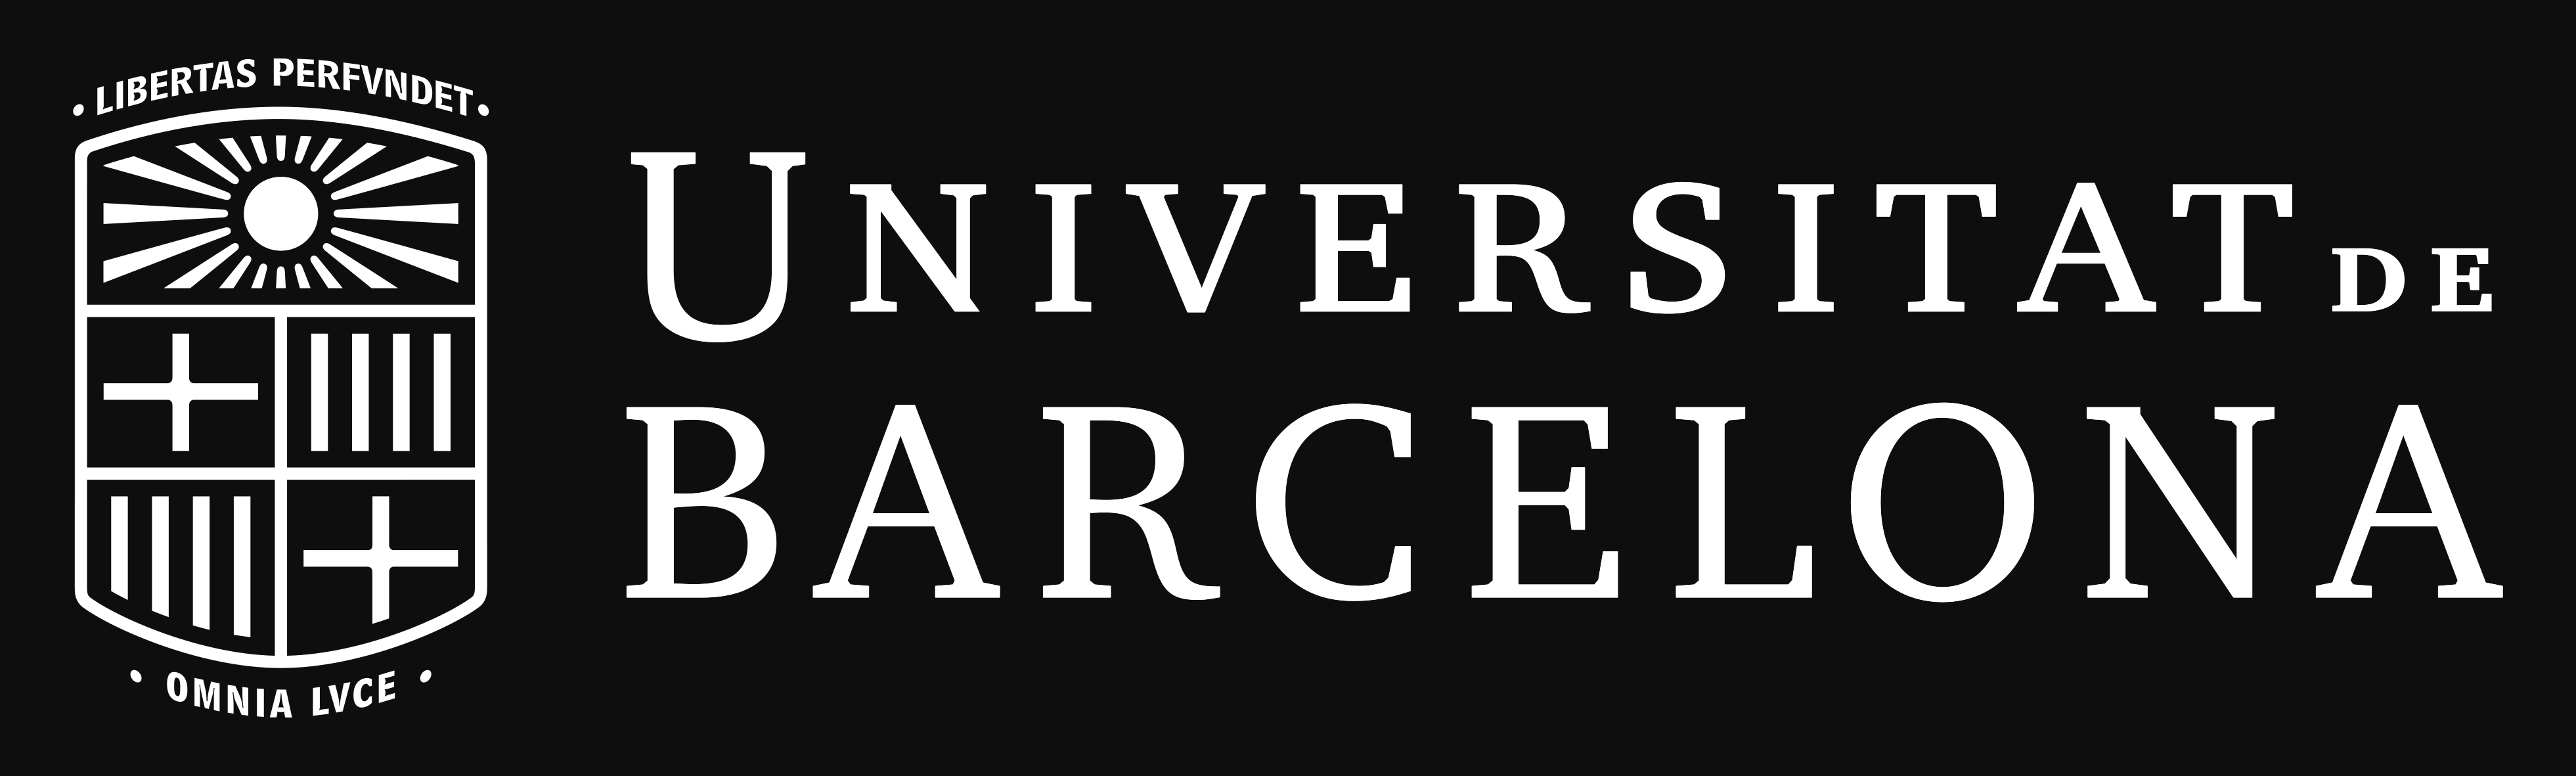 · LIBERTAS PERFVNDET ·
· OMNIA LVCE ·
UNIVERSITAT DE
BARCELONA